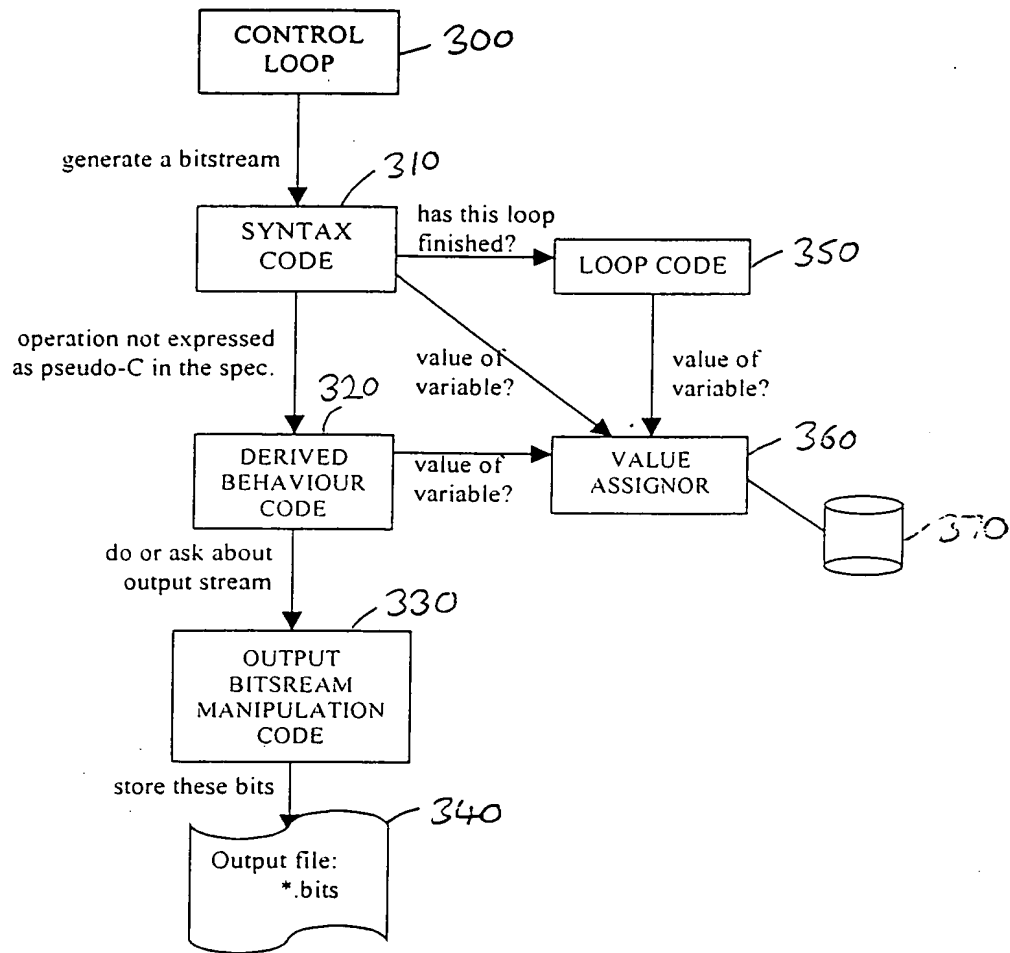 CONTROL
LOOP
300
generate a bitstream
310
SYNTAX
CODE
has this loop
finished?
LOOP CODE
350
operation not expressed
as pseudo-C in the spec.
value of
variable?
value of
variable?
320
DERIVED
BEHAVIOUR
CODE
value of
variable?
VALUE
ASSIGNOR
360
370
do or ask about
output stream
330
OUTPUT
BITSREAM
MANIPULATION
CODE
store these bits
340
Output file:
*.bits